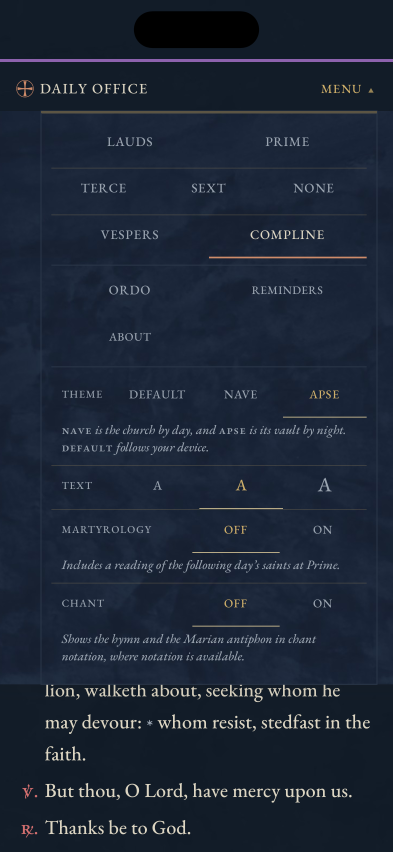 DAILY OFFICE
MENU ▲
LAUDS PRIME
TERCE SEXT NONE
VESPERS COMPLINE
ORDO REMINDERS
ABOUT
THEME DEFAULT NAVE APSE
NAVE is the church by day, and APSE is its vault by night.
DEFAULT follows your device.
TEXT A A A
MARTYROLOGY OFF ON
Includes a reading of the following day’s saints at Prime.
CHANT OFF ON
Shows the hymn and the Marian antiphon in chant
notation, where notation is available.
lion, walketh about, seeking whom he
may devour: * whom resist, stedfast in the
faith.
℣. But thou, O Lord, have mercy upon us.
℟. Thanks be to God.